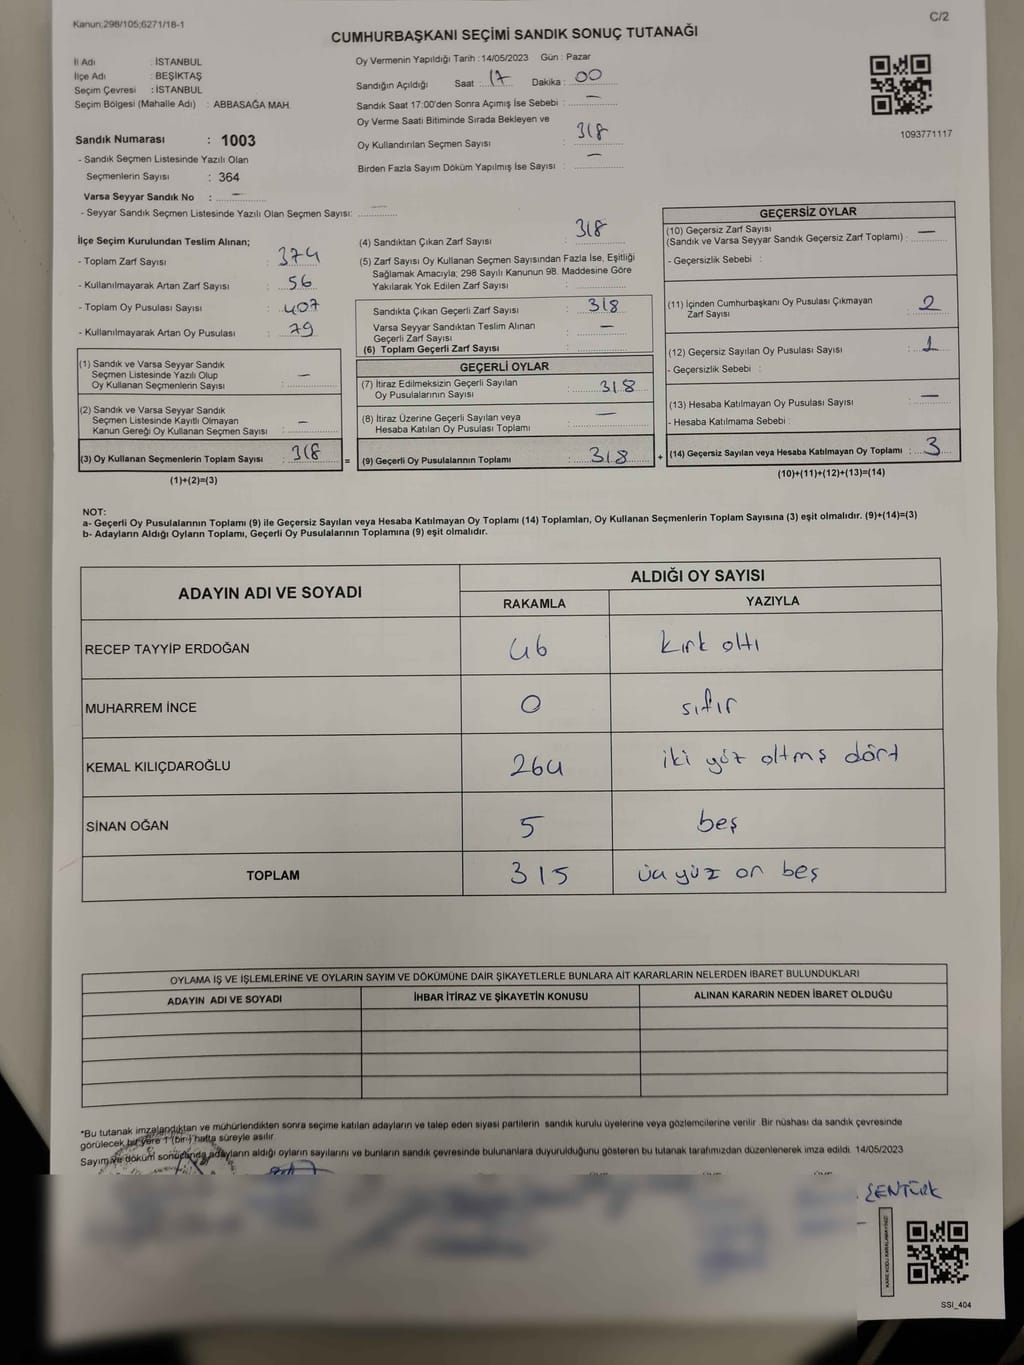 Kanun;298/105;6271/18-1
C/2
CUMHURBAŞKANI SEÇİMİ SANDIK SONUÇ TUTANAĞI
İl Adı : İSTANBUL
İlçe Adı : BEŞİKTAŞ
Seçim Çevresi : İSTANBUL
Seçim Bölgesi (Mahalle Adı) : ABBASAĞA MAH.
Sandık Numarası : 1003
- Sandık Seçmen Listesinde Yazılı Olan
Seçmenlerin Sayısı : 364
Varsa Seyyar Sandık No : —
- Seyyar Sandık Seçmen Listesinde Yazılı Olan Seçmen Sayısı: —
Oy Vermenin Yapıldığı Tarih : 14/05/2023 Gün : Pazar
Sandığın Açıldığı Saat : 17 Dakika : 00
Sandık Saat 17:00'den Sonra Açımış İse Sebebi : —
Oy Verme Saati Bitiminde Sırada Bekleyen ve
Oy Kullandırılan Seçmen Sayısı : 318
Birden Fazla Sayım Döküm Yapılmış İse Sayısı : —
1093771117
İlçe Seçim Kurulundan Teslim Alınan;
- Toplam Zarf Sayısı : 374
- Kullanılmayarak Artan Zarf Sayısı : 56
- Toplam Oy Pusulası Sayısı : 407
- Kullanılmayarak Artan Oy Pusulası : 79
(1) Sandık ve Varsa Seyyar Sandık
Seçmen Listesinde Yazılı Olup
Oy Kullanan Seçmenlerin Sayısı : —
(2) Sandık ve Varsa Seyyar Sandık
Seçmen Listesinde Kayıtlı Olmayan
Kanun Gereği Oy Kullanan Seçmen Sayısı : —
(3) Oy Kullanan Seçmenlerin Toplam Sayısı : 318
(1)+(2)=(3)
(4) Sandıktan Çıkan Zarf Sayısı : 318
(5) Zarf Sayısı Oy Kullanan Seçmen Sayısından Fazla İse, Eşitliği
Sağlamak Amacıyla; 298 Sayılı Kanunun 98. Maddesine Göre
Yakılarak Yok Edilen Zarf Sayısı :
Sandıkta Çıkan Geçerli Zarf Sayısı : 318
Varsa Seyyar Sandıktan Teslim Alınan
Geçerli Zarf Sayısı : —
(6) Toplam Geçerli Zarf Sayısı :
GEÇERLİ OYLAR
(7) İtiraz Edilmeksizin Geçerli Sayılan
Oy Pusulalarının Sayısı : 318
(8) İtiraz Üzerine Geçerli Sayılan veya
Hesaba Katılan Oy Pusulası Toplamı : —
= (9) Geçerli Oy Pusulalarının Toplamı : 318
GEÇERSİZ OYLAR
(10) Geçersiz Zarf Sayısı
(Sandık ve Varsa Seyyar Sandık Geçersiz Zarf Toplamı) : —
- Geçersizlik Sebebi :
(11) İçinden Cumhurbaşkanı Oy Pusulası Çıkmayan
Zarf Sayısı : 2
(12) Geçersiz Sayılan Oy Pusulası Sayısı : 1
- Geçersizlik Sebebi :
(13) Hesaba Katılmayan Oy Pusulası Sayısı : —
- Hesaba Katılmama Sebebi :
+ (14) Geçersiz Sayılan veya Hesaba Katılmayan Oy Toplamı : 3
(10)+(11)+(12)+(13)=(14)
NOT:
a- Geçerli Oy Pusulalarının Toplamı (9) ile Geçersiz Sayılan veya Hesaba Katılmayan Oy Toplamı (14) Toplamları, Oy Kullanan Seçmenlerin Toplam Sayısına (3) eşit olmalıdır. (9)+(14)=(3)
b- Adayların Aldığı Oyların Toplamı, Geçerli Oy Pusulalarının Toplamına (9) eşit olmalıdır.
ADAYIN ADI VE SOYADI
ALDIĞI OY SAYISI
RAKAMLA YAZIYLA
RECEP TAYYİP ERDOĞAN 46 kırk altı
MUHARREM İNCE 0 sıfır
KEMAL KILIÇDAROĞLU 264 iki yüz altmş dört
SİNAN OĞAN 5 beş
TOPLAM 315 üç yüz on beş
OYLAMA İŞ VE İŞLEMLERİNE VE OYLARIN SAYIM VE DÖKÜMÜNE DAİR ŞİKAYETLERLE BUNLARA AİT KARARLARIN NELERDEN İBARET BULUNDUKLARI
ADAYIN ADI VE SOYADI İHBAR İTİRAZ VE ŞİKAYETİN KONUSU ALINAN KARARIN NEDEN İBARET OLDUĞU
*Bu tutanak imzalandıktan ve mühürlendikten sonra seçime katılan adayların ve talep eden siyasi partilerin sandık kurulu üyelerine veya gözlemcilerine verilir. Bir nüshası da sandık çevresinde
görülecek bir yere 1 (bir) hafta süreyle asılır.
Sayım ve döküm sonucunda adayların aldığı oyların sayılarını ve bunların sandık çevresinde bulunanlara duyurulduğunu gösteren bu tutanak tarafımızdan düzenlenerek imza edildi. 14/05/2023
ŞENTÜRK
KARE KODU KARALAMAYINIZ!
SSI_404